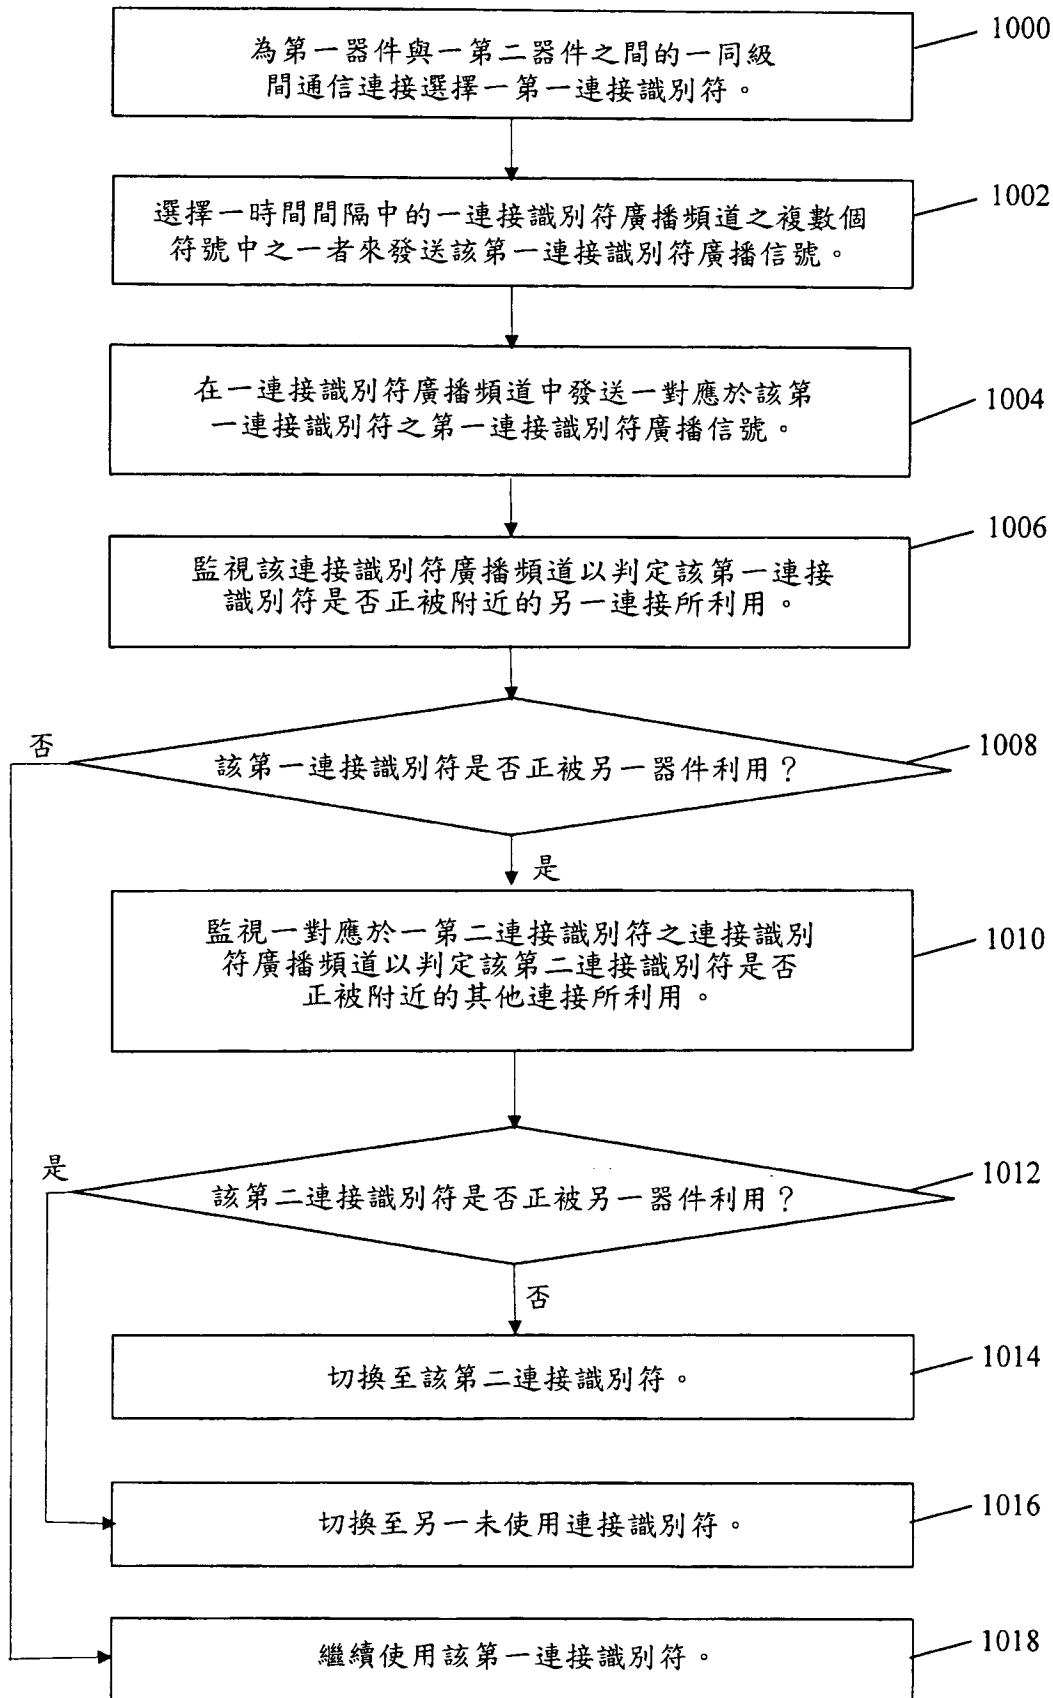 1000
為第一器件與一第二器件之間的一同級
間通信連接選擇一第一連接識別符。
1002
選擇一時間間隔中的一連接識別符廣播頻道之複數個
符號中之一者來發送該第一連接識別符廣播信號。
1004
在一連接識別符廣播頻道中發送一對應於該第
一連接識別符之第一連接識別符廣播信號。
1006
監視該連接識別符廣播頻道以判定該第一連接
識別符是否正被附近的另一連接所利用。
否
1008
該第一連接識別符是否正被另一器件利用？
是
1010
監視一對應於一第二連接識別符之連接識別
符廣播頻道以判定該第二連接識別符是否
正被附近的其他連接所利用。
是
1012
該第二連接識別符是否正被另一器件利用？
否
1014
切換至該第二連接識別符。
1016
切換至另一未使用連接識別符。
1018
繼續使用該第一連接識別符。